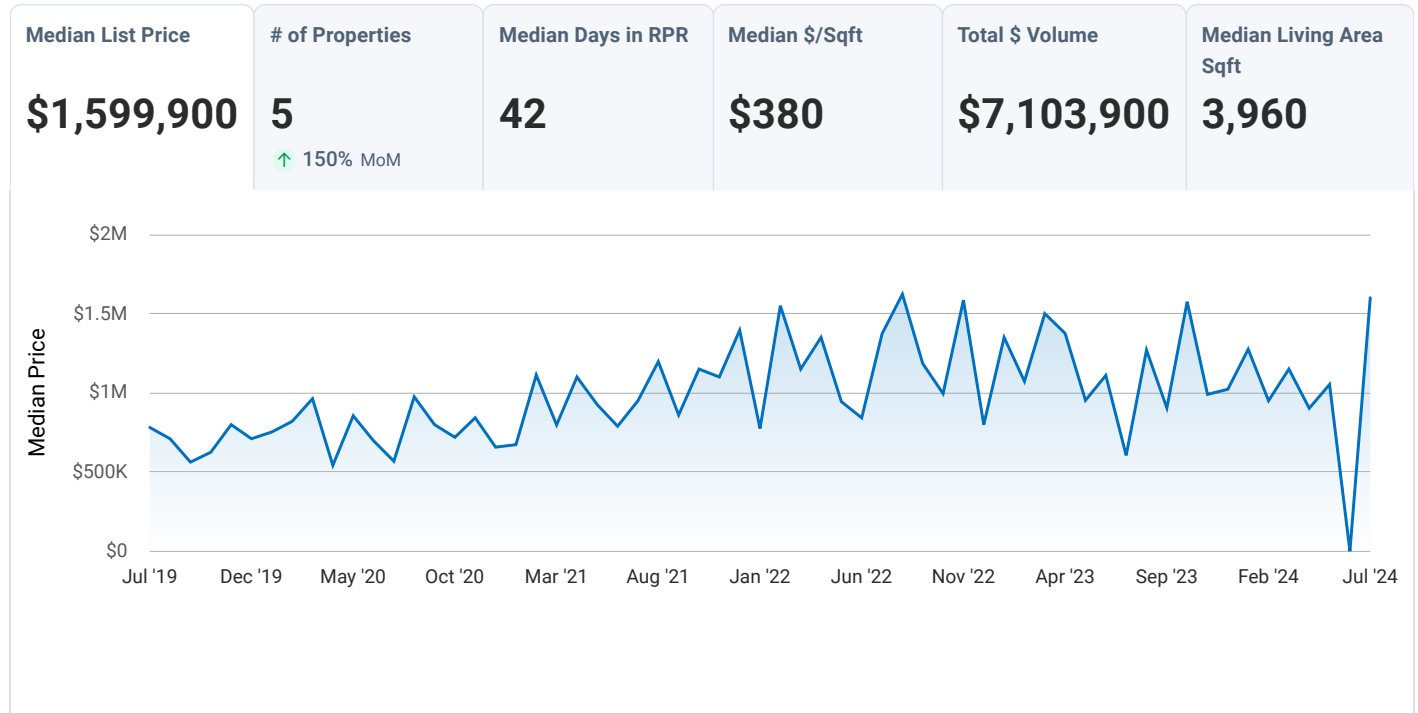 Median List Price
$1,599,900
# of Properties
5
150% MoM
Median Days in RPR
42
Median $/Sqft
$380
Total $ Volume
$7,103,900
Median Living Area
Sqft
3,960
Median Price
$2M
$1.5M
$1M
$500K
$0
Jul '19
Dec '19
May '20
Oct '20
Mar '21
Aug '21
Jan '22
Jun '22
Nov '22
Apr '23
Sep '23
Feb '24
Jul '24